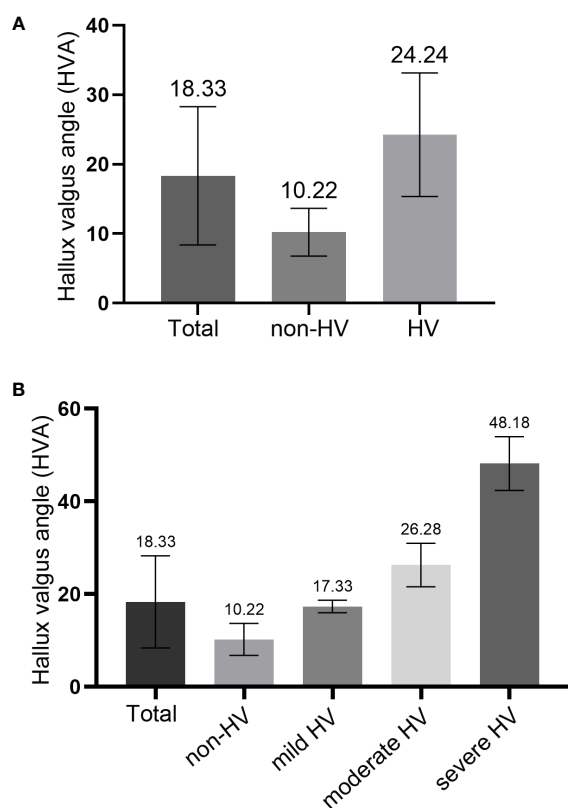 A
Hallux valgus angle (HVA)
40
30
20
10
0
18.33
10.22
24.24
Total
non-HV
HV
B
Hallux valgus angle (HVA)
60
40
20
0
18.33
10.22
17.33
26.28
48.18
Total
non-HV
mild HV
moderate HV
severe HV